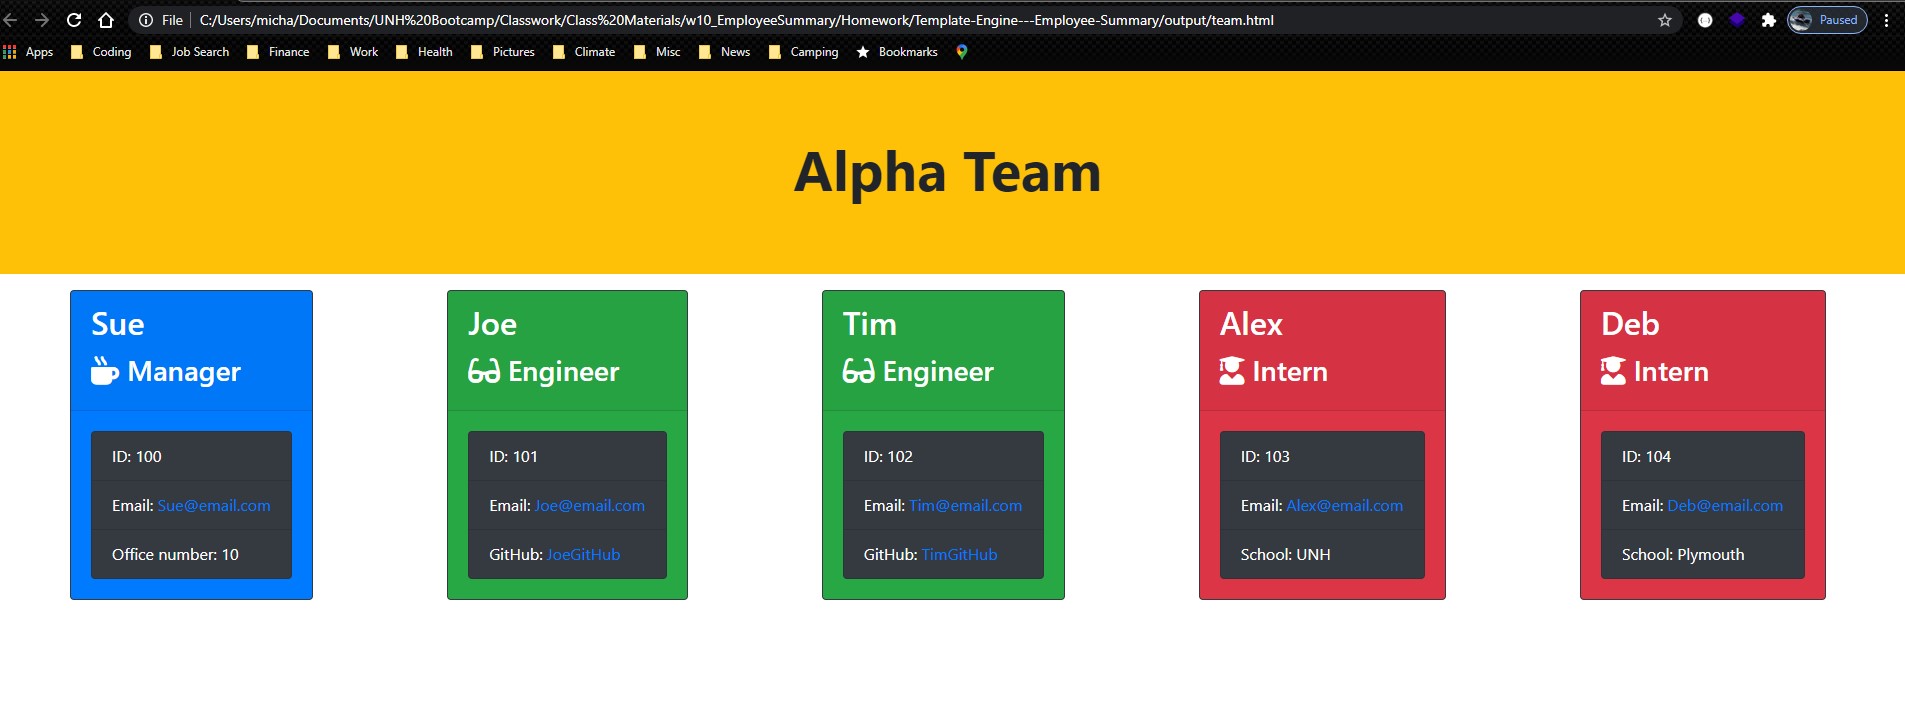 File C:/Users/micha/Documents/UNH%20Bootcamp/Classwork/Class%20Materials/w10_EmployeeSummary/Homework/Template-Engine---Employee-Summary/output/team.html Paused
Apps Coding Job Search Finance Work Health Pictures Climate Misc News Camping Bookmarks
Alpha Team
Sue
Manager
ID: 100
Email: Sue@email.com
Office number: 10
Joe
Engineer
ID: 101
Email: Joe@email.com
GitHub: JoeGitHub
Tim
Engineer
ID: 102
Email: Tim@email.com
GitHub: TimGitHub
Alex
Intern
ID: 103
Email: Alex@email.com
School: UNH
Deb
Intern
ID: 104
Email: Deb@email.com
School: Plymouth